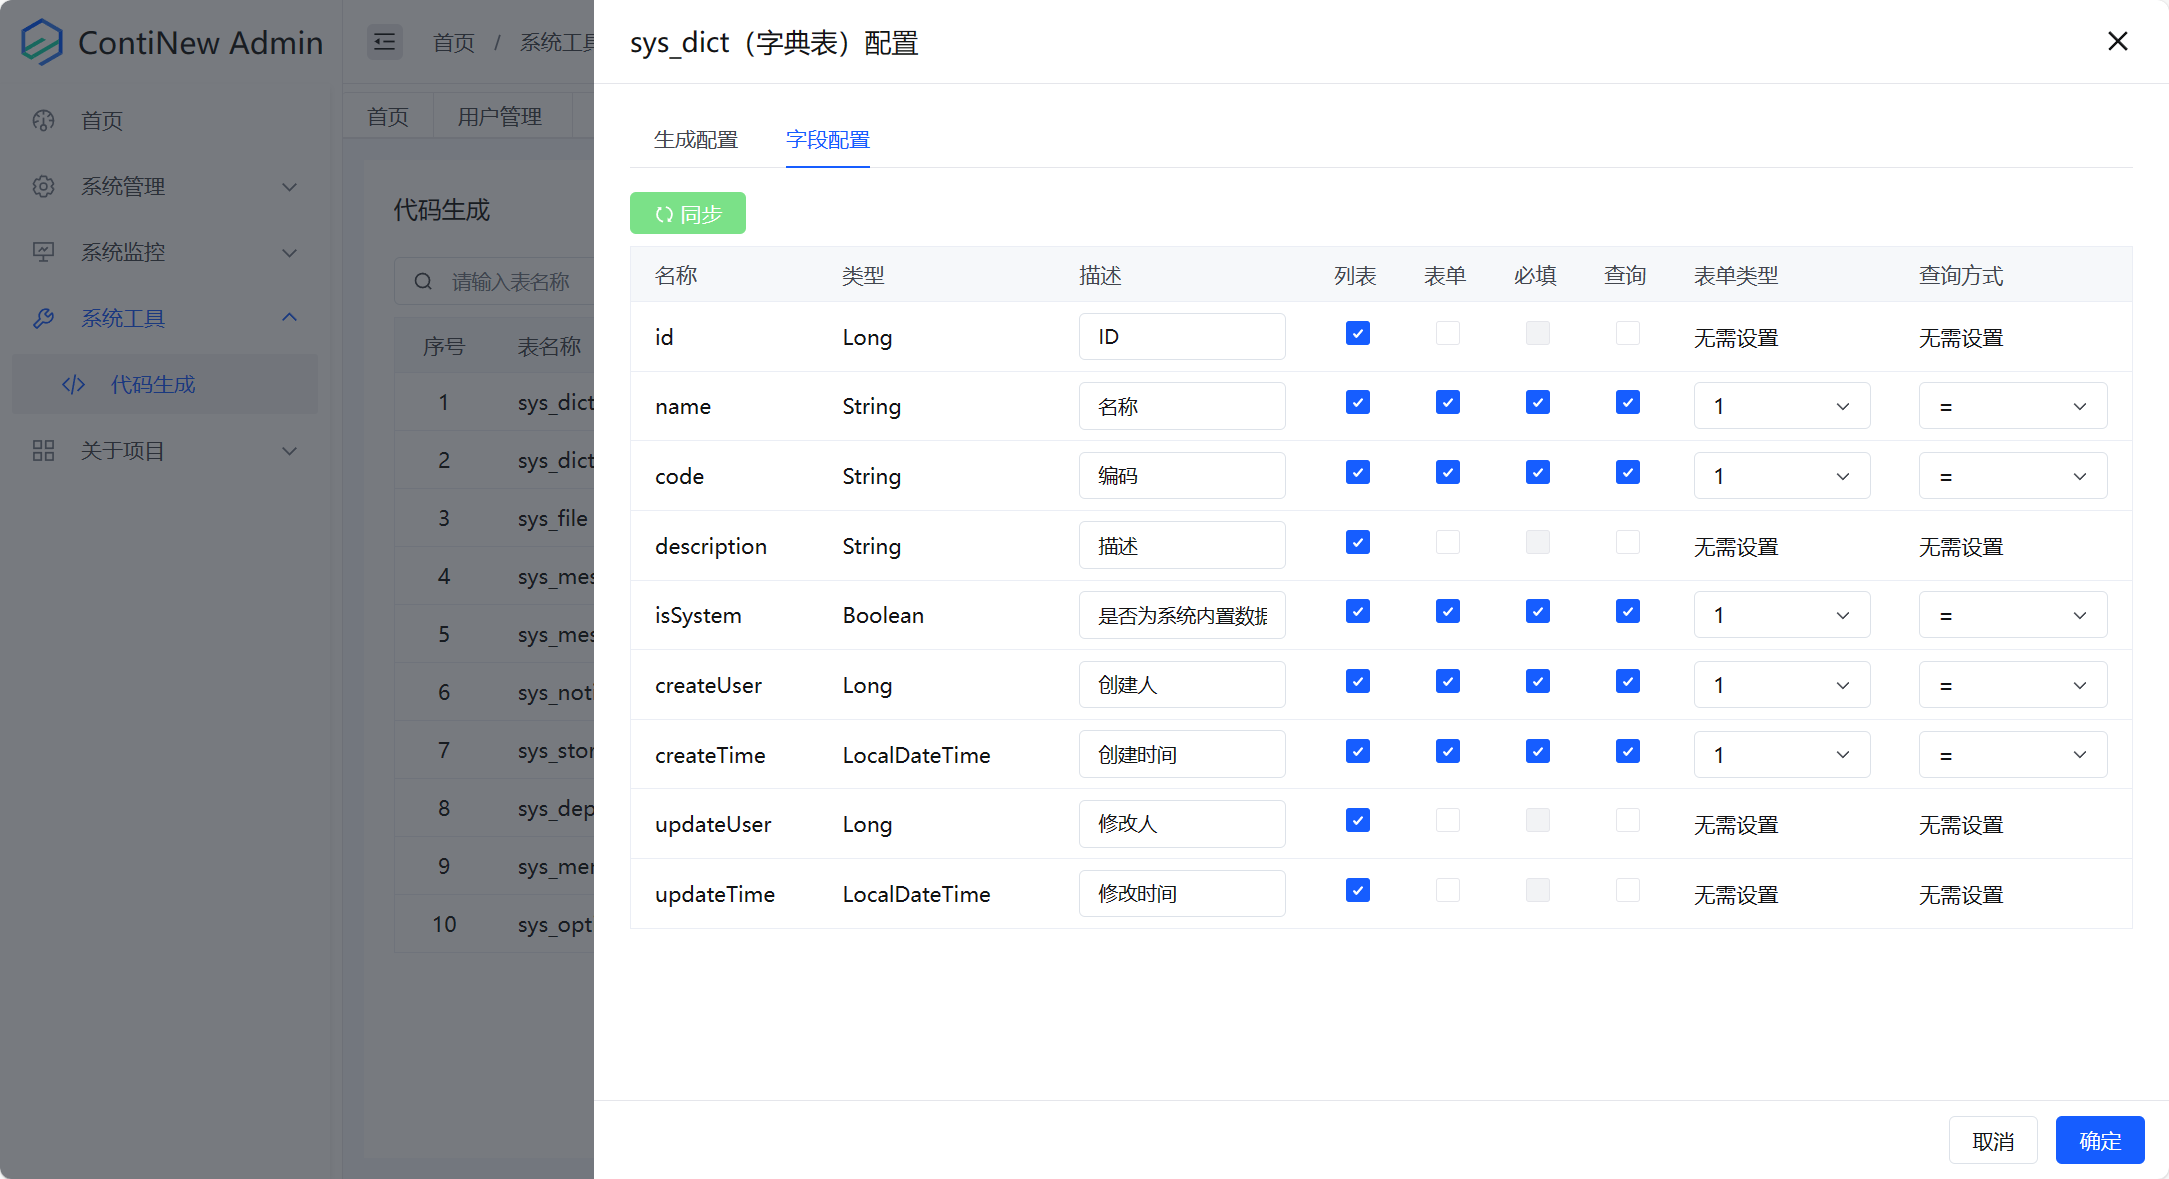 ContiNew Admin
首页 / 系统工具
sys_dict（字典表）配置
首页
系统管理
系统监控
系统工具
代码生成
关于项目
首页 用户管理
代码生成
请输入表名称
序号 表名称
1 sys_dict
2 sys_dict
3 sys_file
4 sys_mes
5 sys_mes
6 sys_noti
7 sys_stor
8 sys_dep
9 sys_men
10 sys_opt
生成配置 字段配置
同步
名称 类型 描述 列表 表单 必填 查询 表单类型 查询方式
id Long ID 无需设置 无需设置
name String 名称 1 =
code String 编码 1 =
description String 描述 无需设置 无需设置
isSystem Boolean 是否为系统内置数据 1 =
createUser Long 创建人 1 =
createTime LocalDateTime 创建时间 1 =
updateUser Long 修改人 无需设置 无需设置
updateTime LocalDateTime 修改时间 无需设置 无需设置
取消 确定